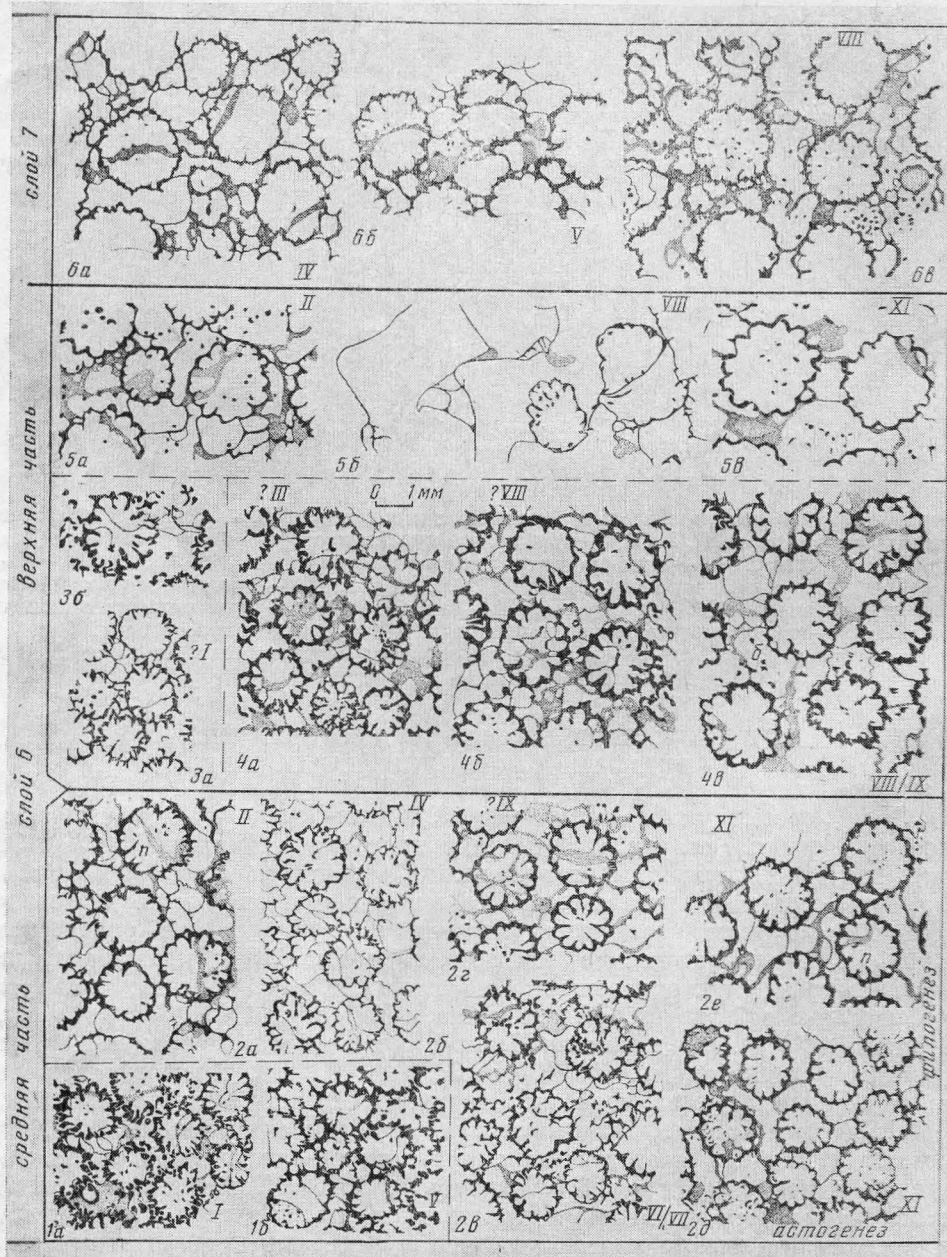 слой 7
6а
IV
6б
V
VIII
6в
верхняя часть
5а
II
5б
VIII
5в
XI
3б
?I
3а
?III
0 1 мм
4а
?VIII
4б
б
4в
VIII/IX
слой 6
средняя часть
II
п
п
2а
IV
2б
?IX
2г
XI
п
2е
1а
I
1б
V
2в
VI/VII
2д
XI
астогенез
филогенез